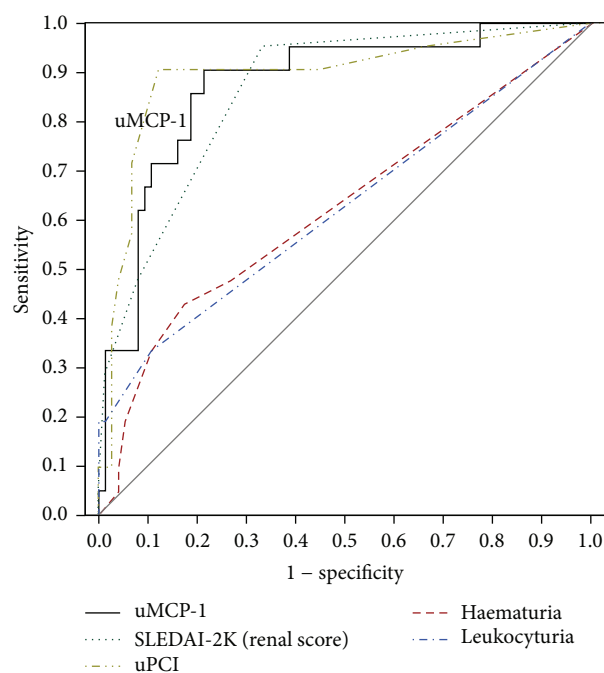 1.0
0.9
0.8
0.7
0.6
0.5
0.4
0.3
0.2
0.1
0.0
Sensitivity
uMCP-1
0.0 0.1 0.2 0.3 0.4 0.5 0.6 0.7 0.8 0.9 1.0
1 − specificity
uMCP-1
SLEDAI-2K (renal score)
uPCI
Haematuria
Leukocyturia